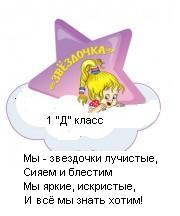 "ЗВЁЗДОЧКА"
1 "Д" класс
Мы - звездочки лучистые,
Сияем и блестим
Мы яркие, искристые,
И всё мы знать хотим!